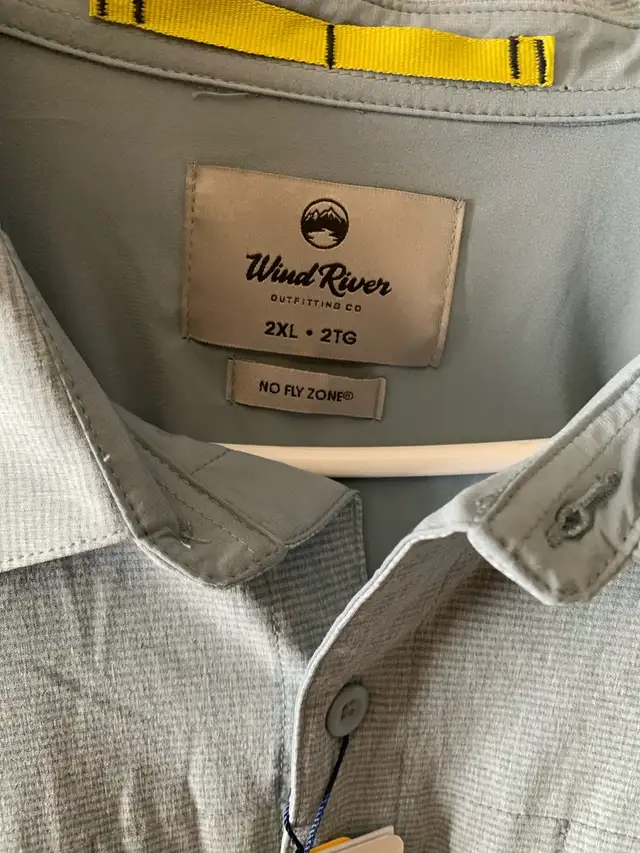 Wind River
OUTFITTING CO
2XL • 2TG
NO FLY ZONE®